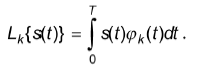 L_k{s(t)} = ∫_0^T s(t)φ_k(t)dt .